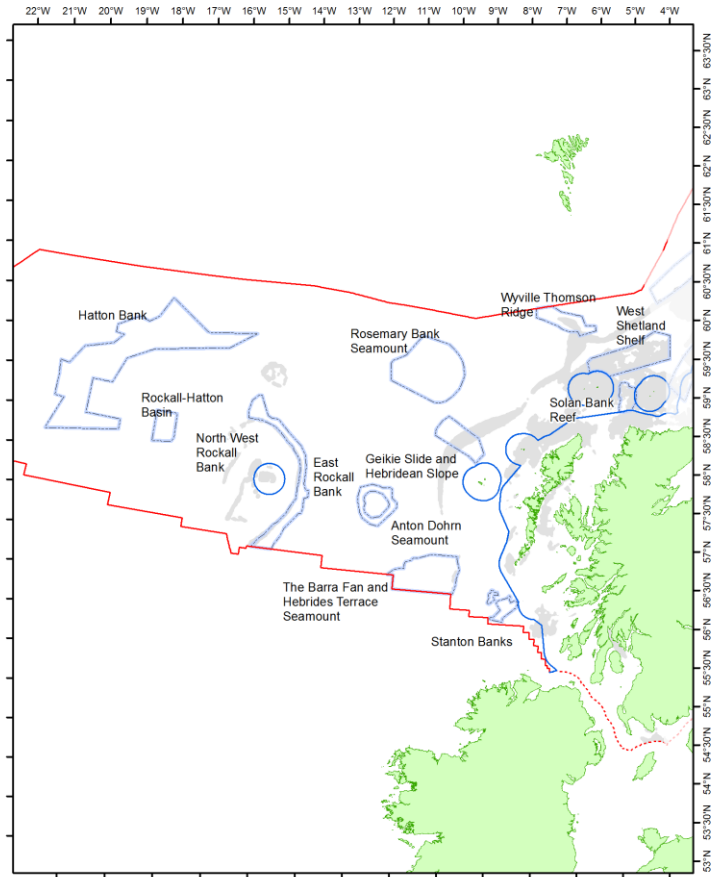 22°W 21°W 20°W 19°W 18°W 17°W 16°W 15°W 14°W 13°W 12°W 11°W 10°W 9°W 8°W 7°W 6°W 5°W 4°W
63°30'N
63°N
62°30'N
62°N
61°30'N
61°N
60°30'N
60°N
59°30'N
59°N
58°30'N
58°N
57°30'N
57°N
56°30'N
56°N
55°30'N
55°N
54°30'N
54°N
53°30'N
53°N
Wyville Thomson
Ridge
Hatton Bank
West
Shetland
Shelf
Rosemary Bank
Seamount
Rockall-Hatton
Basin
Solan Bank
Reef
North West
Rockall
Bank
East
Rockall
Bank
Geikie Slide and
Hebridean Slope
Anton Dohrn
Seamount
The Barra Fan and
Hebrides Terrace
Seamount
Stanton Banks